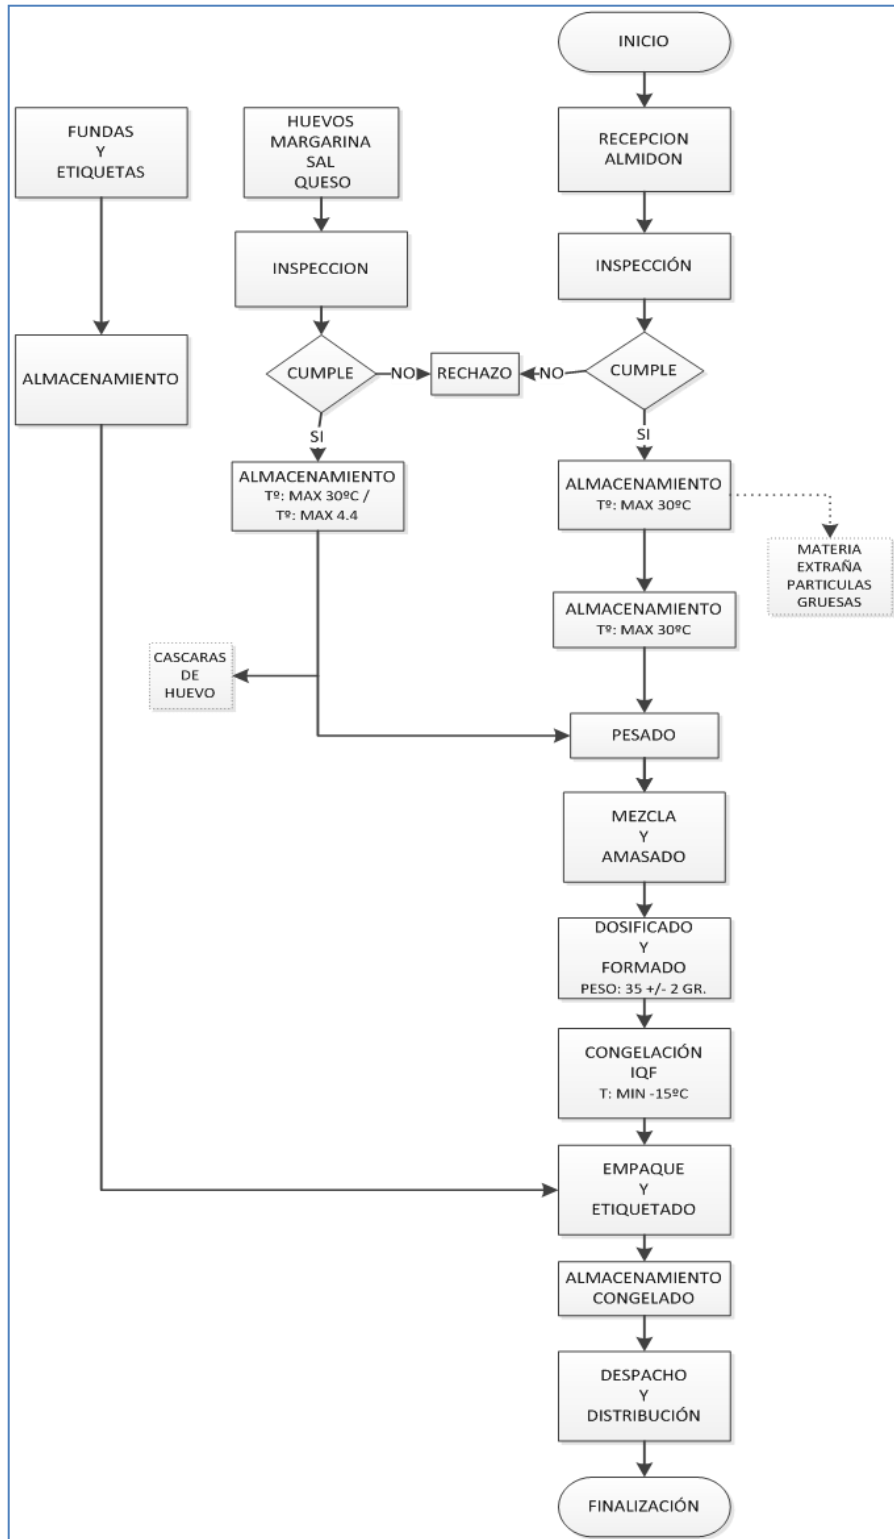 INICIO
FUNDAS
Y
ETIQUETAS
HUEVOS
MARGARINA
SAL
QUESO
RECEPCION
ALMIDON
INSPECCION
INSPECCIÓN
ALMACENAMIENTO
CUMPLE
NO
RECHAZO
NO
CUMPLE
SI
SI
ALMACENAMIENTO
Tº: MAX 30ºC /
Tº: MAX 4.4
ALMACENAMIENTO
Tº: MAX 30ºC
MATERIA
EXTRAÑA
PARTICULAS
GRUESAS
ALMACENAMIENTO
Tº: MAX 30ºC
CASCARAS
DE
HUEVO
PESADO
MEZCLA
Y
AMASADO
DOSIFICADO
Y
FORMADO
PESO: 35 +/- 2 GR.
CONGELACIÓN
IQF
T: MIN -15ºC
EMPAQUE
Y
ETIQUETADO
ALMACENAMIENTO
CONGELADO
DESPACHO
Y
DISTRIBUCIÓN
FINALIZACIÓN